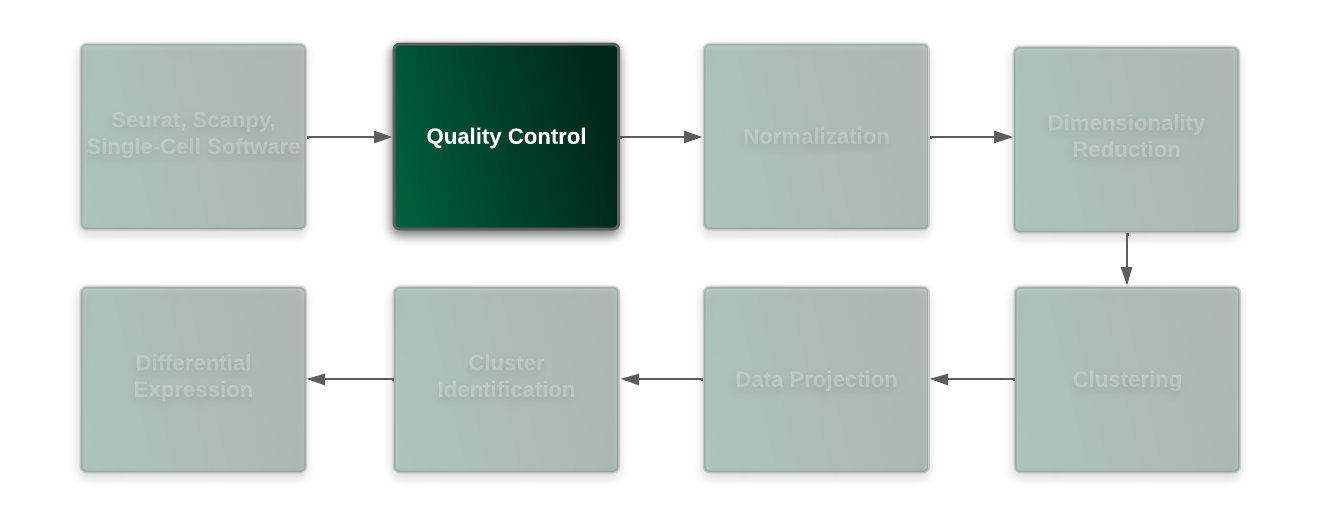 Seurat, Scanpy,
Single-Cell Software
Quality Control
Normalization
Dimensionality
Reduction
Clustering
Data Projection
Cluster
Identification
Differential
Expression